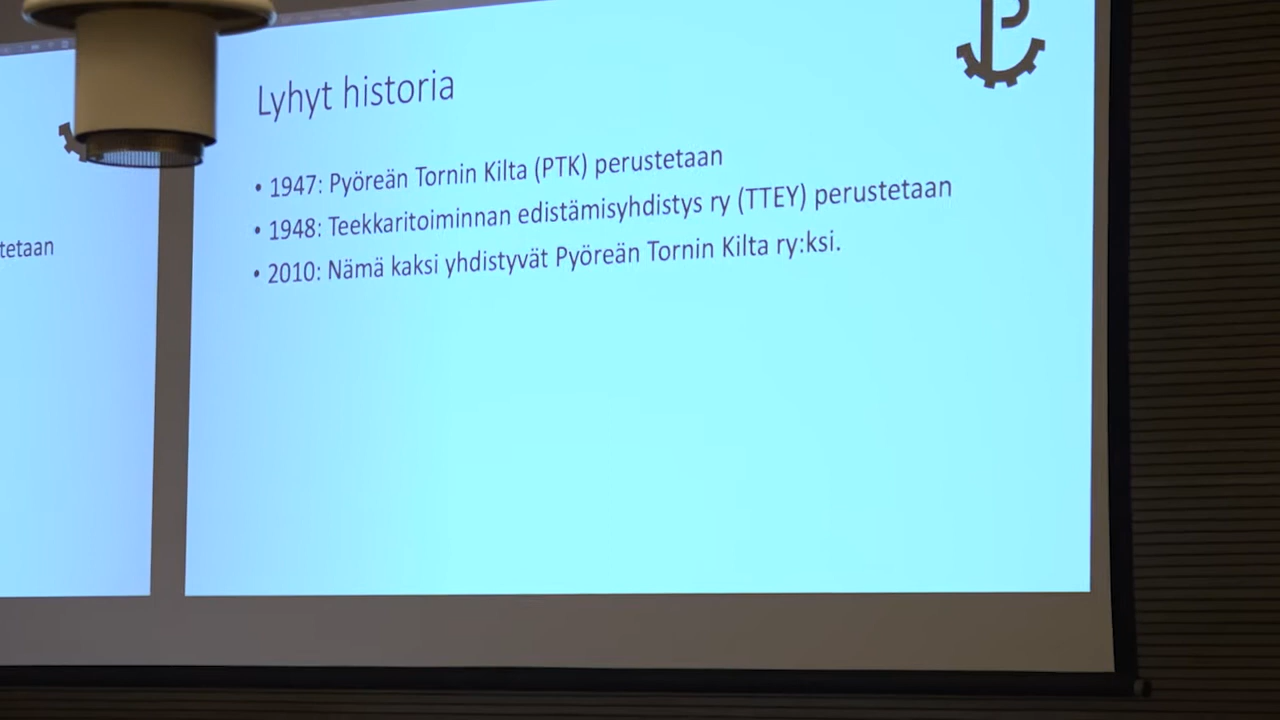 Lyhyt historia
• 1947: Pyöreän Tornin Kilta (PTK) perustetaan
• 1948: Teekkaritoiminnan edistämisyhdistys ry (TTEY) perustetaan
• 2010: Nämä kaksi yhdistyvät Pyöreän Tornin Kilta ry:ksi.
tetaan